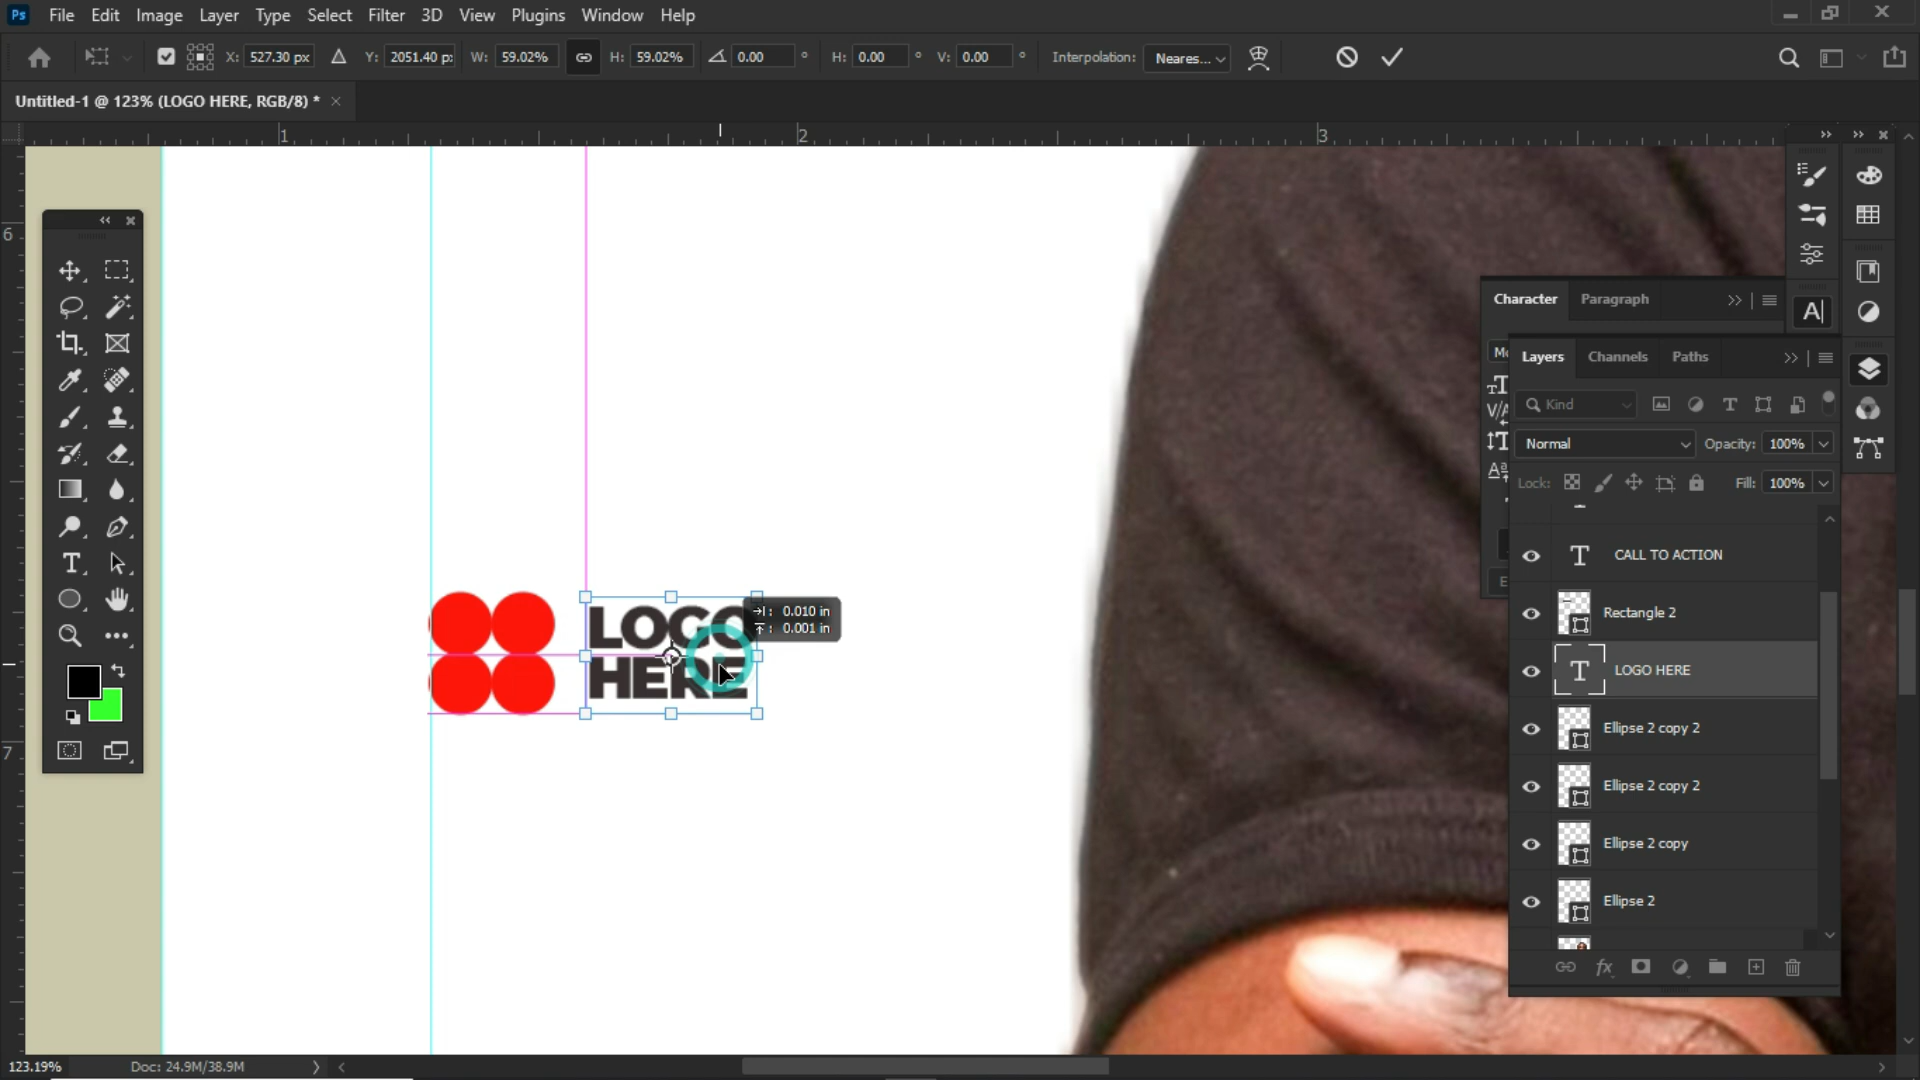 Ps File Edit Image Layer Type Select Filter 3D View Plugins Window Help
X: 527.30 px Y: 2051.40 p: W: 59.02% H: 59.02% 0.00 ° H: 0.00 ° V: 0.00 ° Interpolation: Neares...
Untitled-1 @ 123% (LOGO HERE, RGB/8) *
1 2 3
6
7
LOGO
HERE
: 0.010 in
: 0.001 in
Character Paragraph
Layers Channels Paths
Kind
Normal Opacity: 100%
Lock: Fill: 100%
CALL TO ACTION
Rectangle 2
LOGO HERE
Ellipse 2 copy 2
Ellipse 2 copy 2
Ellipse 2 copy
Ellipse 2
123.19% Doc: 24.9M/38.9M